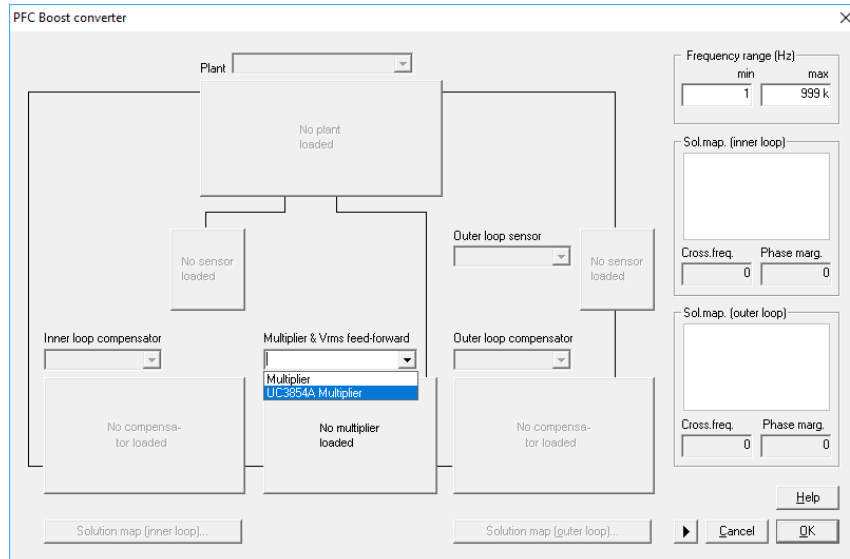 PFC Boost converter
Plant
No plant
loaded
Frequency range (Hz)
min max
1 999 k
Sol.map. (inner loop)
Cross.freq. Phase marg.
0 0
No sensor
loaded
Outer loop sensor
No sensor
loaded
Sol.map. (outer loop)
Cross.freq. Phase marg.
0 0
Inner loop compensator
Multiplier & Vrms feed-forward
Outer loop compensator
Multiplier
UC3854A Multiplier
No compensa-
tor loaded
No multiplier
loaded
No compensa-
tor loaded
Solution map (inner loop)...
Solution map (outer loop)...
Help
Cancel
OK